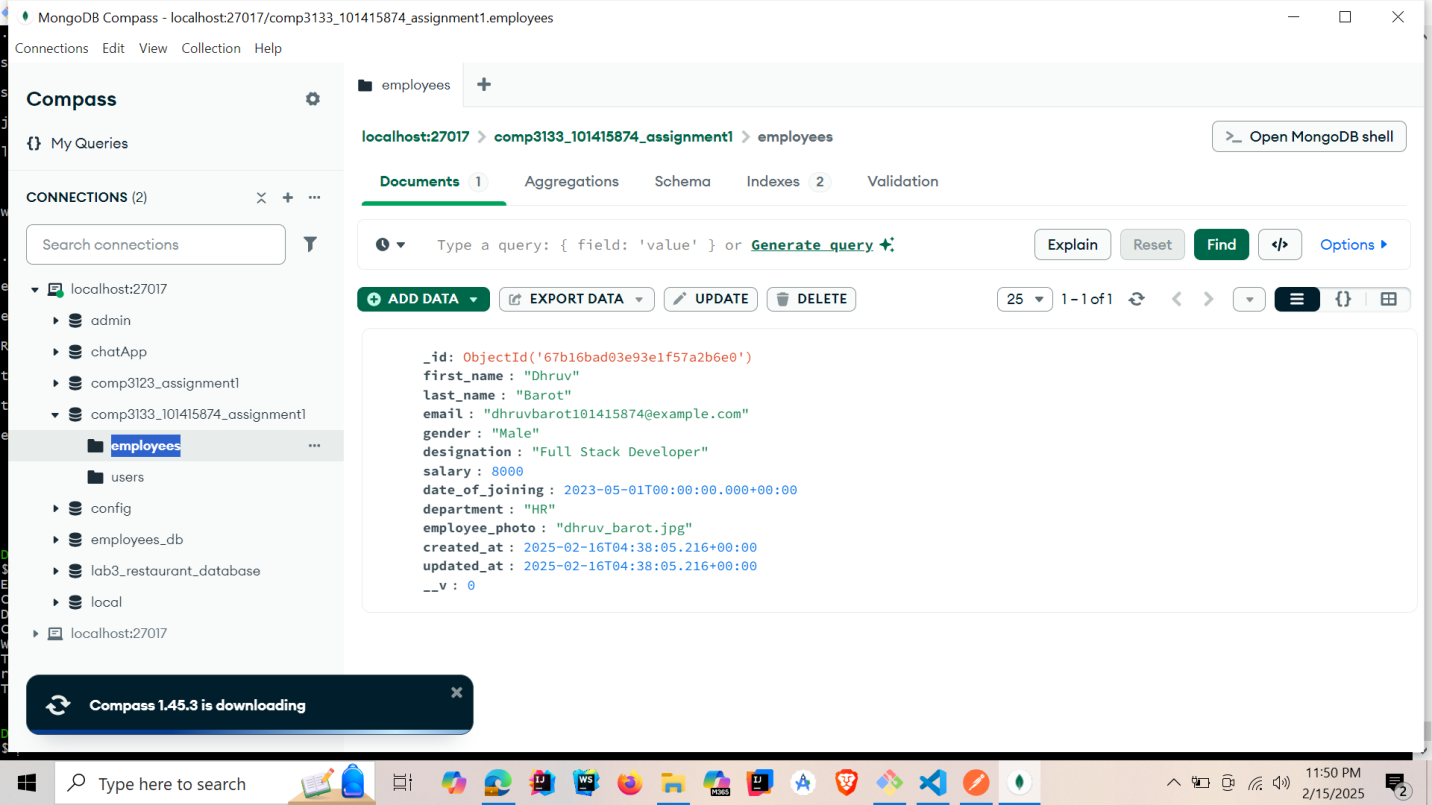 MongoDB Compass - localhost:27017/comp3133_101415874_assignment1.employees
Connections Edit View Collection Help
Compass
employees
My Queries
localhost:27017 > comp3133_101415874_assignment1 > employees
>_ Open MongoDB shell
Documents 1 Aggregations Schema Indexes 2 Validation
CONNECTIONS (2)
Search connections
Type a query: { field: 'value' } or Generate query
Explain Reset Find </> Options
ADD DATA EXPORT DATA UPDATE DELETE
25 1 – 1 of 1 {}
localhost:27017
admin
chatApp
comp3123_assignment1
comp3133_101415874_assignment1
employees
users
config
employees_db
lab3_restaurant_database
local
localhost:27017
_id: ObjectId('67b16bad03e93e1f57a2b6e0')
first_name : "Dhruv"
last_name : "Barot"
email : "dhruvbarot101415874@example.com"
gender : "Male"
designation : "Full Stack Developer"
salary : 8000
date_of_joining : 2023-05-01T00:00:00.000+00:00
department : "HR"
employee_photo : "dhruv_barot.jpg"
created_at : 2025-02-16T04:38:05.216+00:00
updated_at : 2025-02-16T04:38:05.216+00:00
__v : 0
Compass 1.45.3 is downloading
Type here to search
11:50 PM
2/15/2025
2